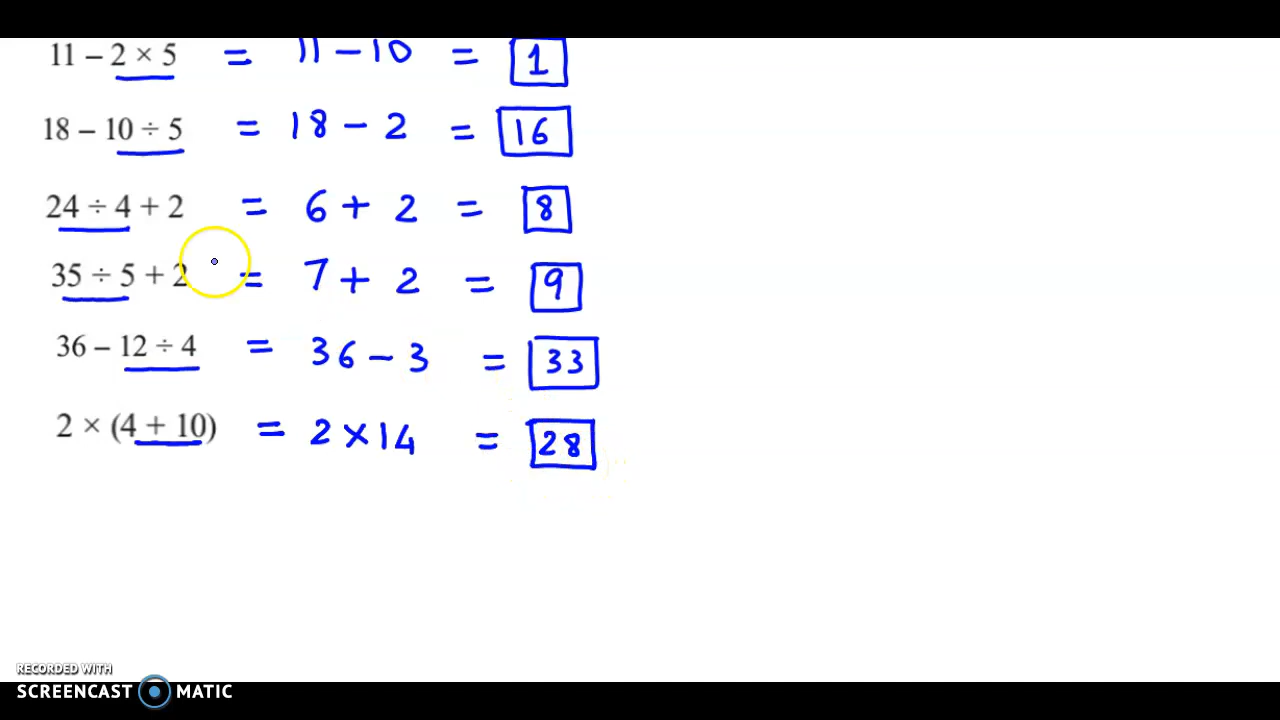 11 – 2 × 5 = 11 – 10 = 1
18 – 10 ÷ 5 = 18 – 2 = 16
24 ÷ 4 + 2 = 6 + 2 = 8
35 ÷ 5 + 2 = 7 + 2 = 9
36 – 12 ÷ 4 = 36 – 3 = 33
2 × (4 + 10) = 2 × 14 = 28
RECORDED WITH
SCREENCAST MATIC